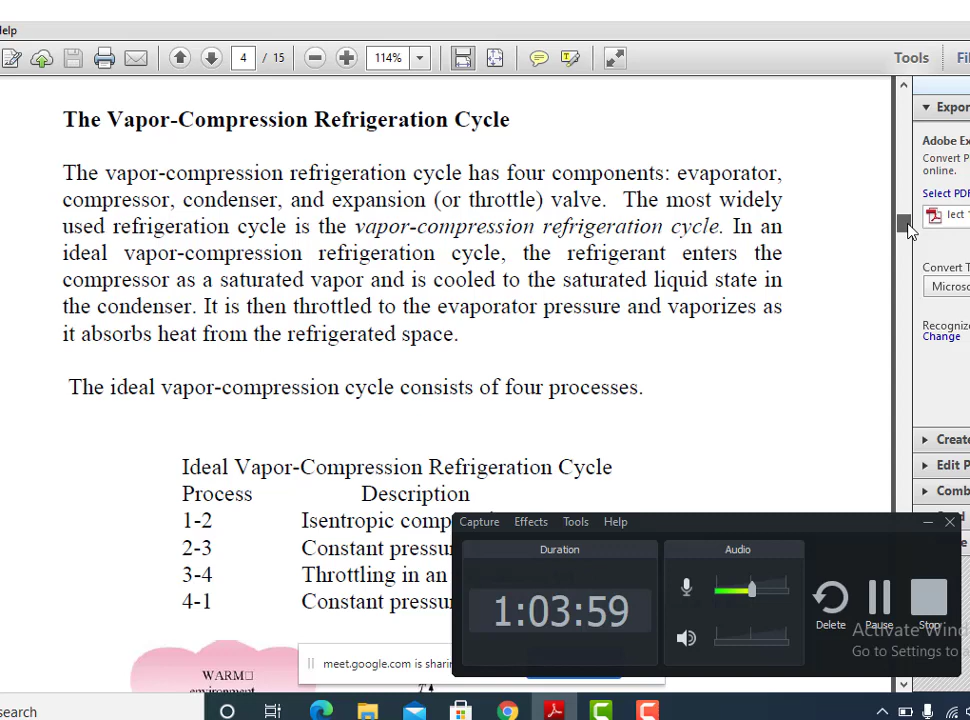 Help
4 / 15
114%
Tools
The Vapor-Compression Refrigeration Cycle
The vapor-compression refrigeration cycle has four components: evaporator,
compressor, condenser, and expansion (or throttle) valve. The most widely
used refrigeration cycle is the vapor-compression refrigeration cycle. In an
ideal vapor-compression refrigeration cycle, the refrigerant enters the
compressor as a saturated vapor and is cooled to the saturated liquid state in
the condenser. It is then throttled to the evaporator pressure and vaporizes as
it absorbs heat from the refrigerated space.
The ideal vapor-compression cycle consists of four processes.
Ideal Vapor-Compression Refrigeration Cycle
Process Description
1-2 Isentropic comp
2-3 Constant pressu
3-4 Throttling in an
4-1 Constant pressu
WARM
environment
T
Expor
Adobe Ex
Convert P
online.
Select PDF
lect
Convert T
Microso
Recogniz
Change
Create
Edit P
Comb
Capture Effects Tools Help
Duration
1:03:59
Audio
Delete Pause Stop
Activate Wind
Go to Settings to
meet.google.com is sharin
search